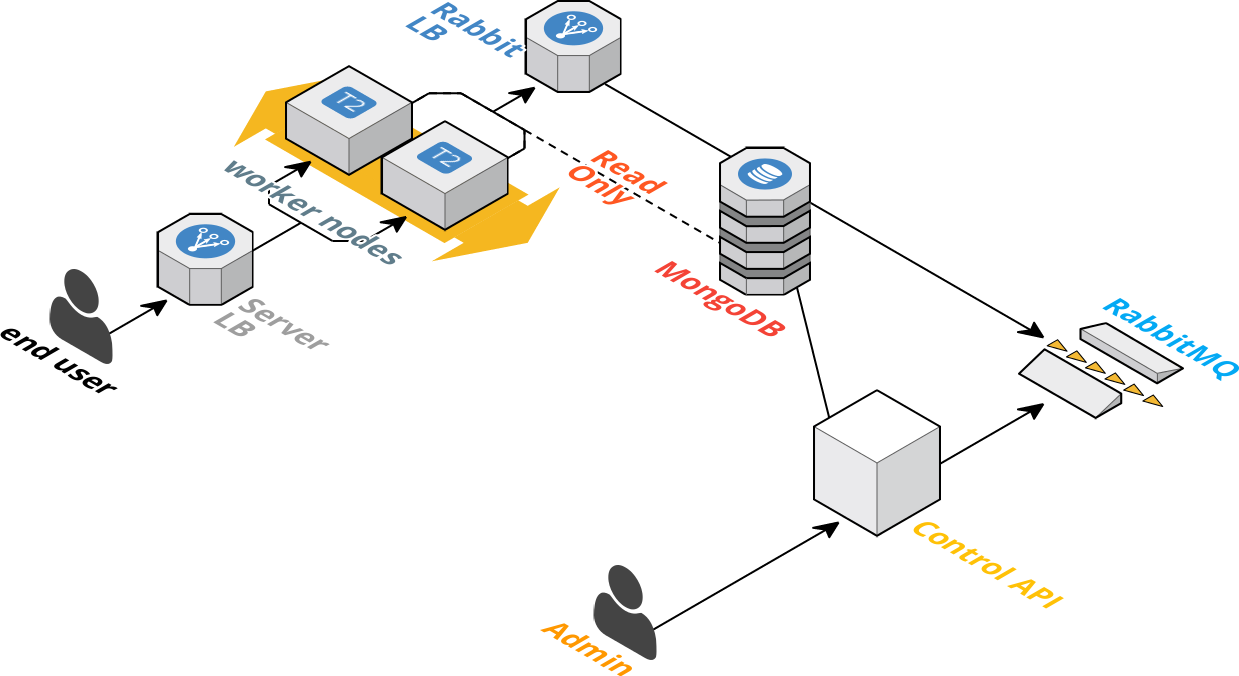 Rabbit
LB
T2
T2
worker nodes
Read
Only
Server
LB
end user
MongoDB
RabbitMQ
Control API
Admin